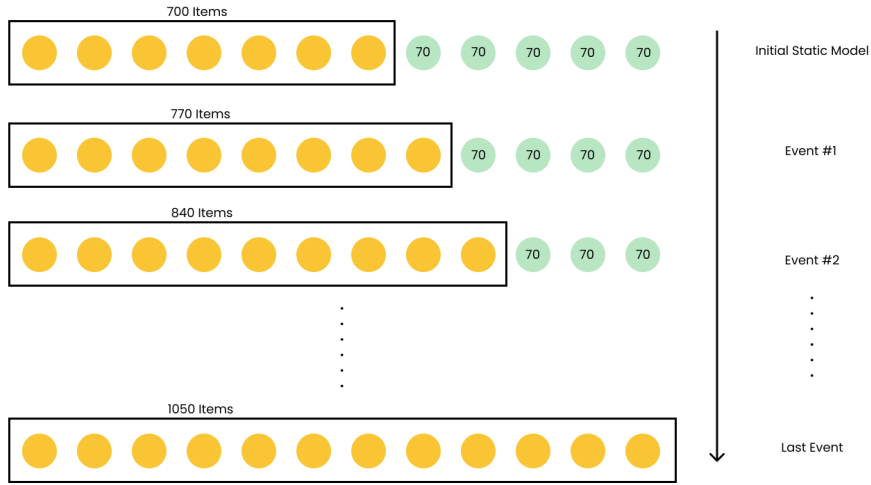 700 Items
70 70 70 70 70
Initial Static Model
770 Items
70 70 70 70
Event #1
840 Items
70 70 70
Event #2
1050 Items
Last Event